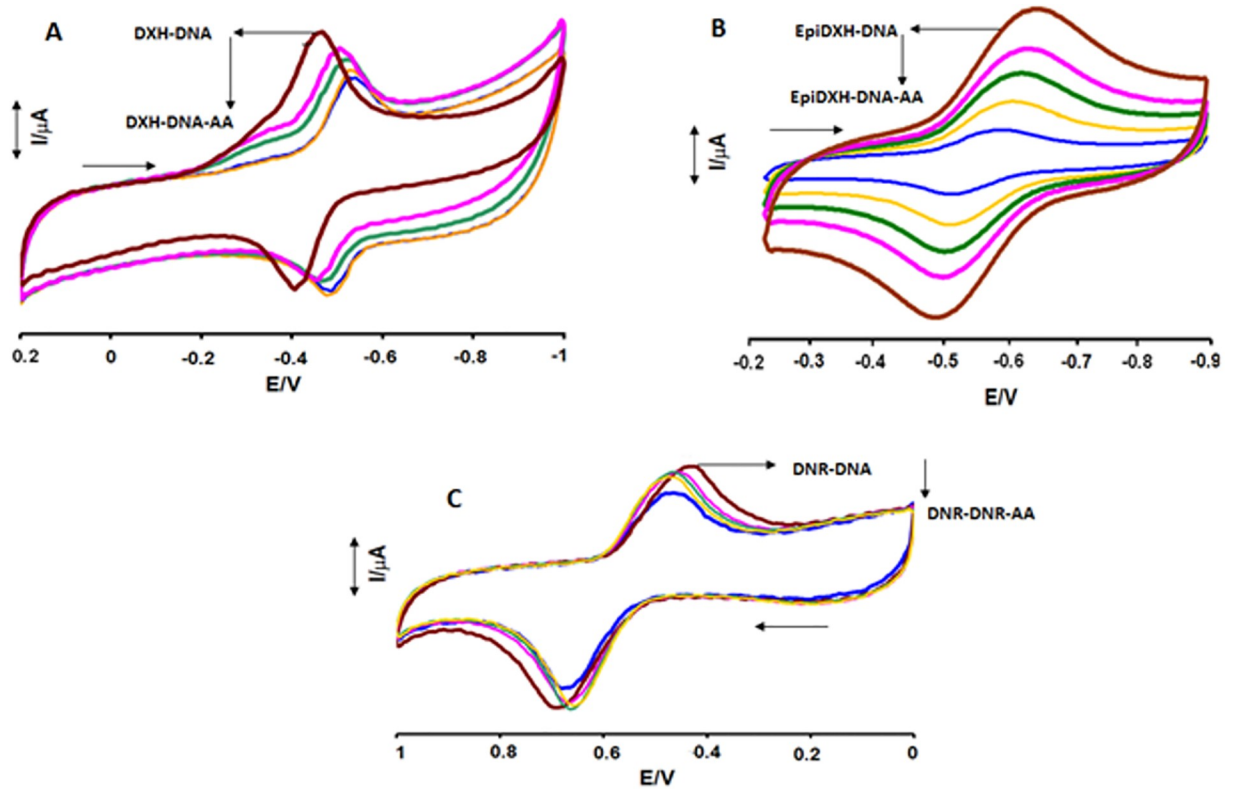 A
DXH-DNA
DXH-DNA-AA
I/μA
0.2 0 -0.2 -0.4 -0.6 -0.8 -1
E/V
B
EpiDXH-DNA
EpiDXH-DNA-AA
I/μA
-0.2 -0.3 -0.4 -0.5 -0.6 -0.7 -0.8 -0.9
E/V
C
DNR-DNA
DNR-DNR-AA
I/μA
1 0.8 0.6 0.4 0.2 0
E/V